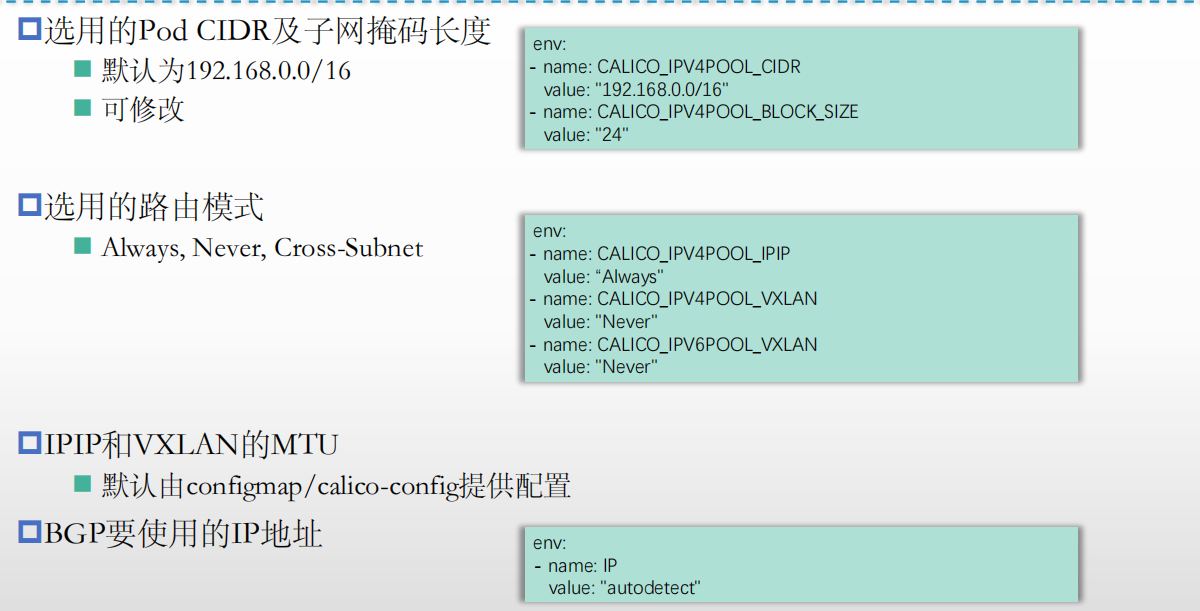 选用的Pod CIDR及子网掩码长度
默认为192.168.0.0/16
可修改
env:
- name: CALICO_IPV4POOL_CIDR
value: "192.168.0.0/16"
- name: CALICO_IPV4POOL_BLOCK_SIZE
value: "24"
选用的路由模式
Always, Never, Cross-Subnet
env:
- name: CALICO_IPV4POOL_IPIP
value: “Always"
- name: CALICO_IPV4POOL_VXLAN
value: "Never"
- name: CALICO_IPV6POOL_VXLAN
value: "Never"
IPIP和VXLAN的MTU
默认由configmap/calico-config提供配置
BGP要使用的IP地址
env:
- name: IP
value: "autodetect"